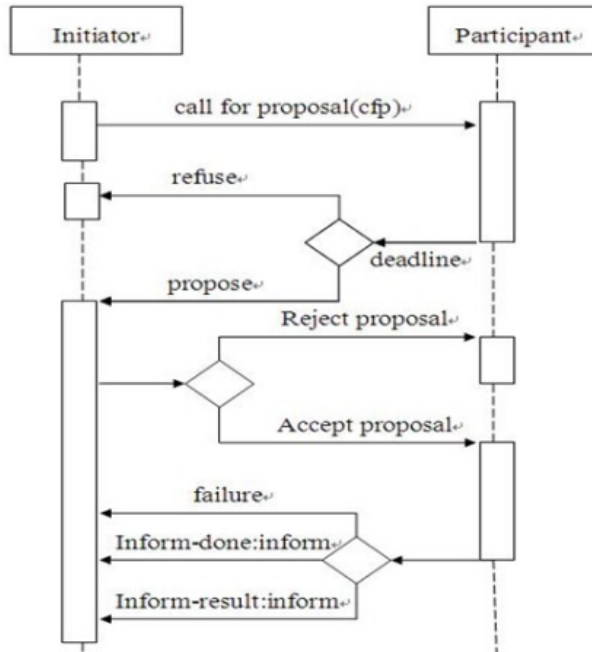 Initiator
Participant
call for proposal(cfp)
refuse
deadline
propose
Reject proposal
Accept proposal
failure
Inform-done:inform
Inform-result:inform